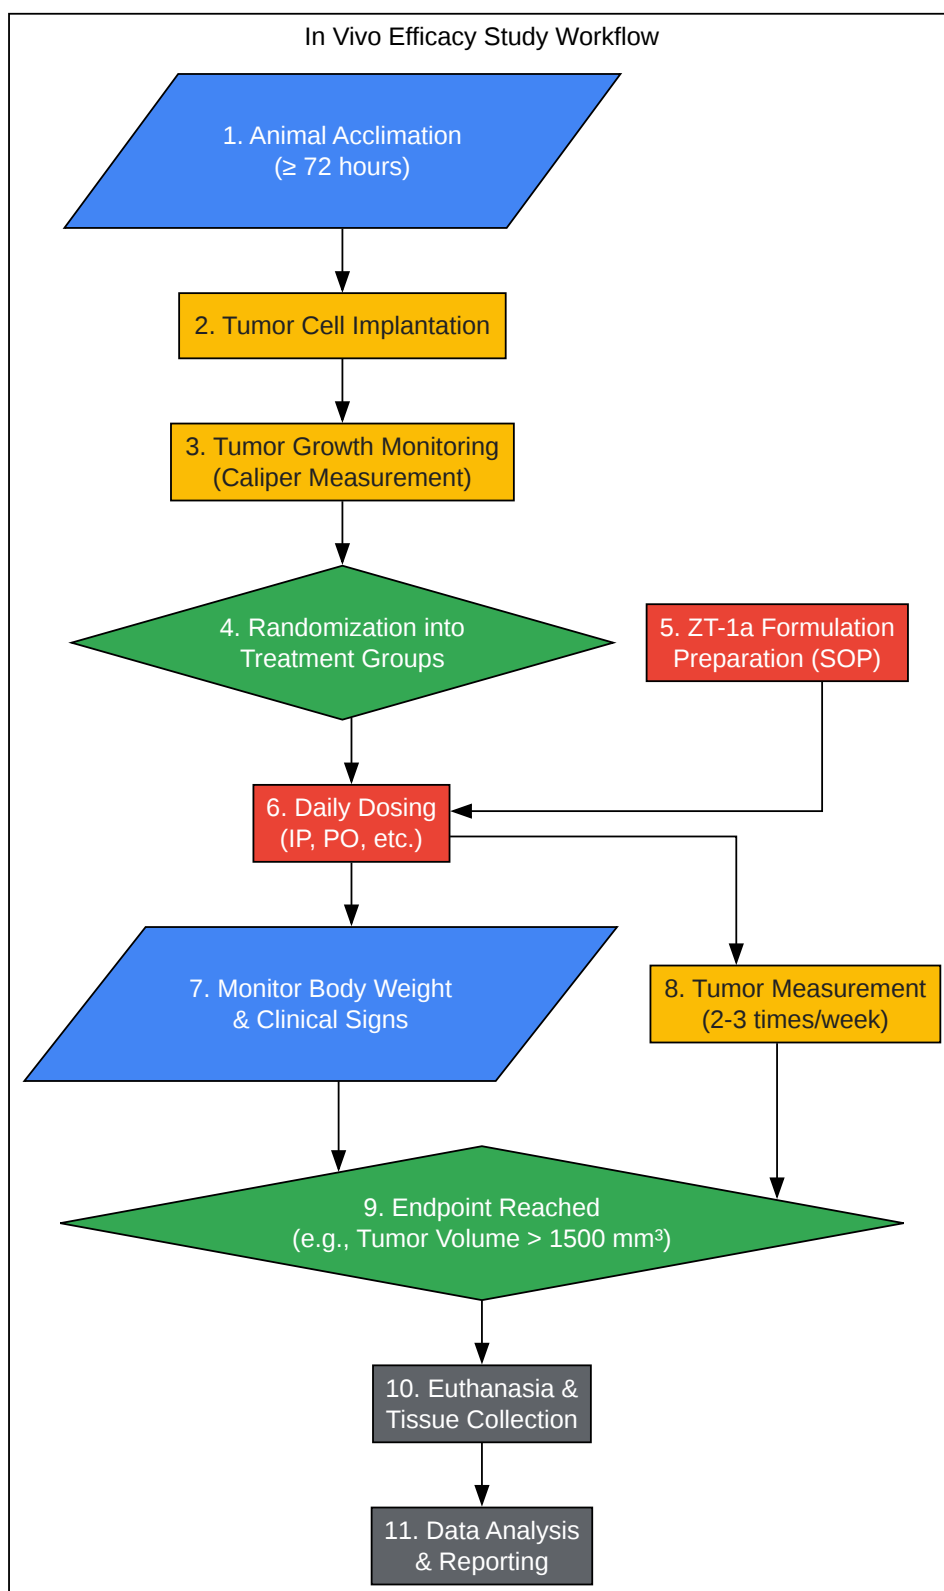 In Vivo Efficacy Study Workflow
1. Animal Acclimation
(≥ 72 hours)
2. Tumor Cell Implantation
3. Tumor Growth Monitoring
(Caliper Measurement)
4. Randomization into
Treatment Groups
5. ZT-1a Formulation
Preparation (SOP)
6. Daily Dosing
(IP, PO, etc.)
7. Monitor Body Weight
& Clinical Signs
8. Tumor Measurement
(2-3 times/week)
9. Endpoint Reached
(e.g., Tumor Volume > 1500 mm³)
10. Euthanasia &
Tissue Collection
11. Data Analysis
& Reporting